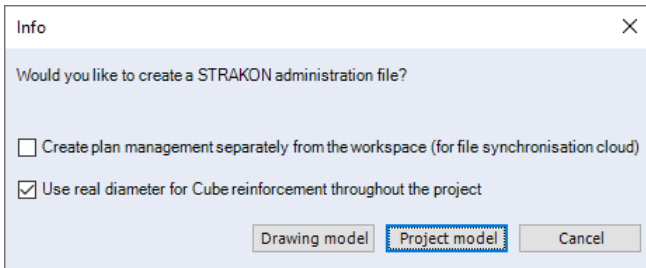 Info
Would you like to create a STRAKON administration file?
Create plan management separately from the workspace (for file synchronisation cloud)
Use real diameter for Cube reinforcement throughout the project
Drawing model Project model Cancel